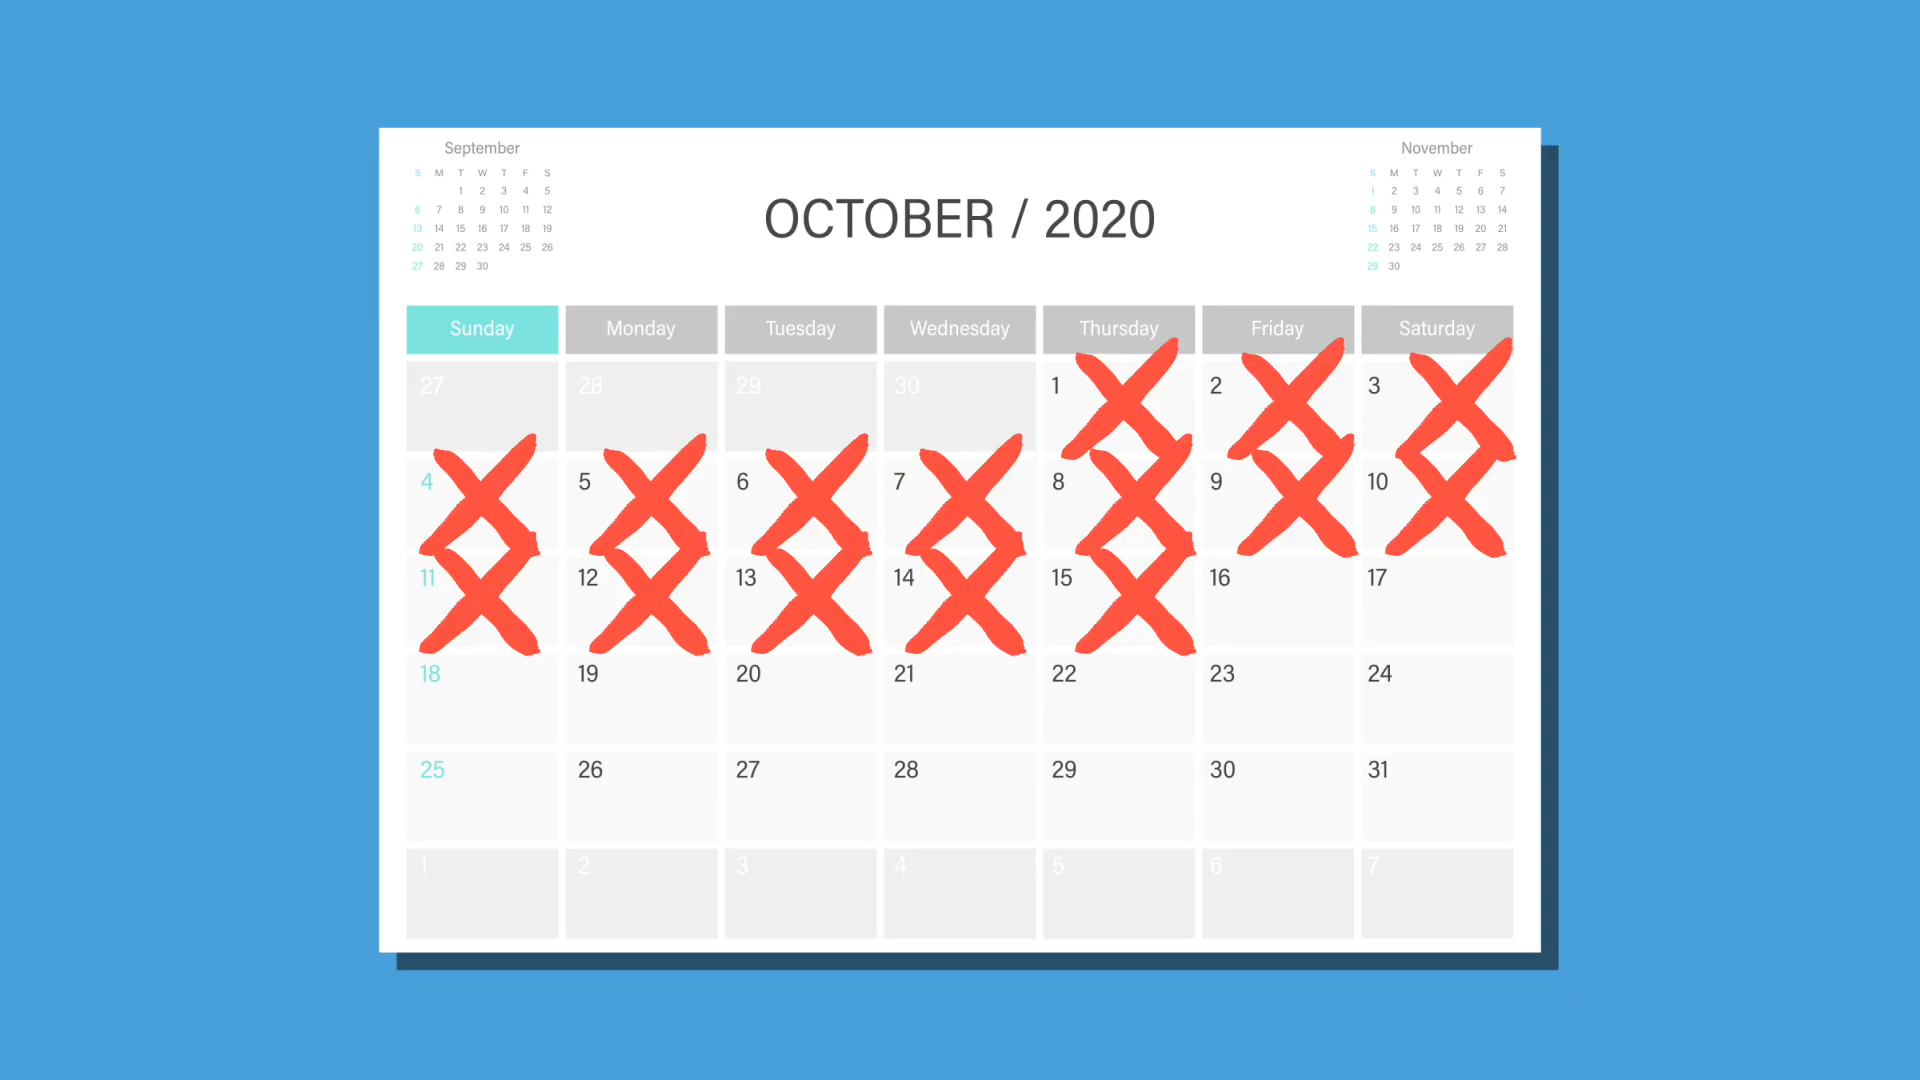 September
S M T W T F S
1 2 3 4 5
6 7 8 9 10 11 12
13 14 15 16 17 18 19
20 21 22 23 24 25 26
27 28 29 30
OCTOBER / 2020
November
S M T W T F S
1 2 3 4 5 6 7
8 9 10 11 12 13 14
15 16 17 18 19 20 21
22 23 24 25 26 27 28
29 30
Sunday Monday Tuesday Wednesday Thursday Friday Saturday
27 28 29 30 1 2 3
4 5 6 7 8 9 10
11 12 13 14 15 16 17
18 19 20 21 22 23 24
25 26 27 28 29 30 31
1 2 3 4 5 6 7